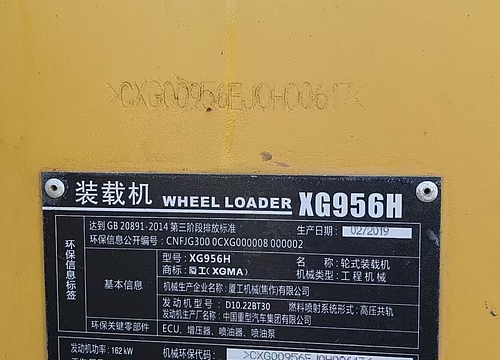 装载机 WHEEL LOADER XG956H
达到 GB 20891-2014 第三阶段排放标准
生产日期: 02/2019
环保信息公开编号: CNFJG300 0CXG000008 000002
环保信息标签
基本信息
型号: XG956H 名 称: 轮式装载机
商标: 厦工(XGMA) 机械类型: 工程机械
机械生产企业名称: 厦工机械(焦作)有限公司
发动机型号: D10.22BT30 燃料喷射系统形式: 高压共轨
发动机生产厂名称: 中国重型汽车集团有限公司
环保关键零部件 ECU、增压器、喷油器、喷油泵
发动机功率: 162 kW 机械环保代码: